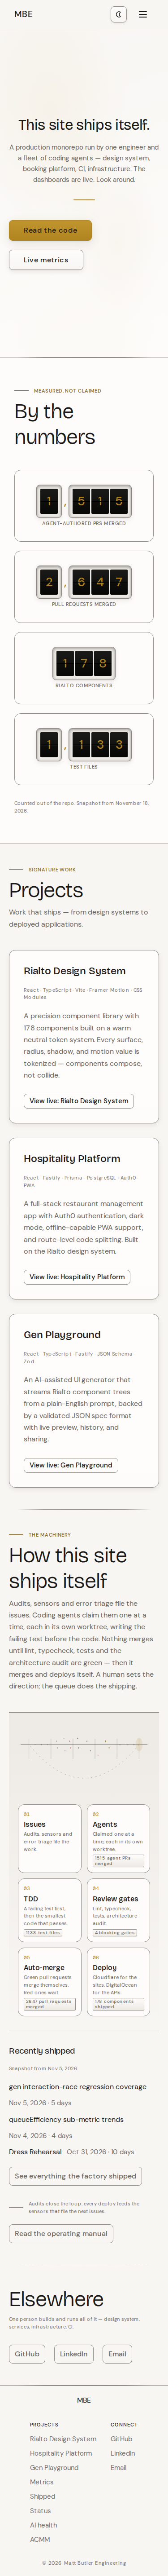 MBE
This site ships itself.
A production monorepo run by one engineer and
a fleet of coding agents — design system,
booking platform, CI, infrastructure. The
dashboards are live. Look around.
Read the code
Live metrics
MEASURED, NOT CLAIMED
By the
numbers
1,515
AGENT-AUTHORED PRS MERGED
2,647
PULL REQUESTS MERGED
178
RIALTO COMPONENTS
1,133
TEST FILES
Counted out of the repo. Snapshot from November 18,
2026.
SIGNATURE WORK
Projects
Work that ships — from design systems to
deployed applications.
Rialto Design System
React · TypeScript · Vite · Framer Motion · CSS
Modules
A precision component library with
178 components built on a warm
neutral token system. Every surface,
radius, shadow, and motion value is
tokenized — components compose,
not collide.
View live: Rialto Design System
Hospitality Platform
React · Fastify · Prisma · PostgreSQL · Auth0 ·
PWA
A full-stack restaurant management
app with Auth0 authentication, dark
mode, offline-capable PWA support,
and route-level code splitting. Built
on the Rialto design system.
View live: Hospitality Platform
Gen Playground
React · TypeScript · Fastify · JSON Schema ·
Zod
An AI-assisted UI generator that
streams Rialto component trees
from a plain-English prompt, backed
by a validated JSON spec format
with live preview, history, and
sharing.
View live: Gen Playground
THE MACHINERY
How this site
ships itself
Audits, sensors and error triage file the
issues. Coding agents claim them one at a
time, each in its own worktree, writing the
failing test before the code. Nothing merges
until lint, typecheck, tests and the
architecture audit are green — then it
merges and deploys itself. A human sets the
direction; the queue does the shipping.
01
Issues
Audits, sensors and
error triage file the
work.
02
Agents
Claimed one at a
time, each in its own
worktree.
1515 agent PRs
merged
03
TDD
A failing test first,
then the smallest
code that passes.
1133 test files
04
Review gates
Lint, typecheck,
tests, architecture
audit.
4 blocking gates
05
Auto-merge
Green pull requests
merge themselves.
Red ones wait.
2647 pull requests
merged
06
Deploy
Cloudflare for the
sites, DigitalOcean
for the APIs.
178 components
shipped
Recently shipped
Snapshot from Nov 5, 2026
gen interaction-race regression coverage
Nov 5, 2026 · 5 days
queueEfficiency sub-metric trends
Nov 4, 2026 · 4 days
Dress Rehearsal Oct 31, 2026 · 10 days
See everything the factory shipped
Audits close the loop: every deploy feeds the
sensors that file the next issues.
Read the operating manual
Elsewhere
One person builds and runs all of it — design system,
services, infrastructure, CI.
GitHub
LinkedIn
Email
MBE
PROJECTS
Rialto Design System
Hospitality Platform
Gen Playground
Metrics
Shipped
Status
AI health
ACMM
CONNECT
GitHub
LinkedIn
Email
© 2026 Matt Butler Engineering